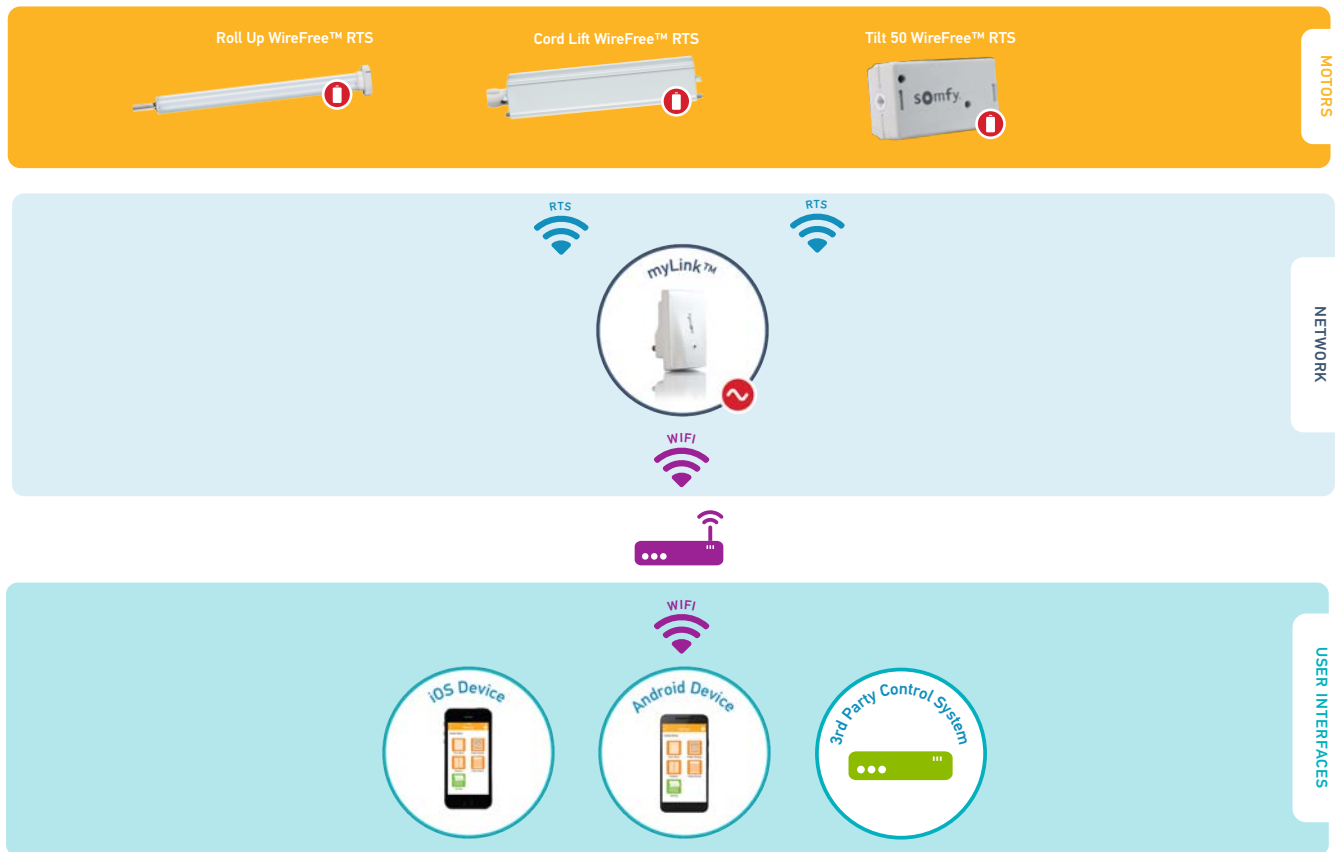 Roll Up WireFree™ RTS
Cord Lift WireFree™ RTS
Tilt 50 WireFree™ RTS
somfy.
MOTORS
RTS
RTS
myLink™
NETWORK
WIFI
WIFI
iOS Device
Android Device
3rd Party Control System
USER INTERFACES